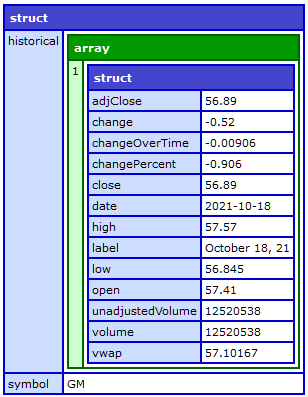 struct
historical
array
1
struct
adjClose 56.89
change -0.52
changeOverTime -0.00906
changePercent -0.906
close 56.89
date 2021-10-18
high 57.57
label October 18, 21
low 56.845
open 57.41
unadjustedVolume 12520538
volume 12520538
vwap 57.10167
symbol GM